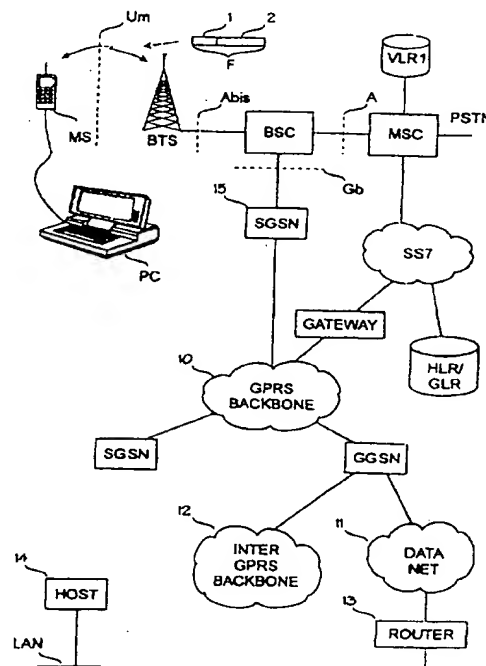 Um
1
2
F
VLR1
MS
BTS
Abis
BSC
A
MSC
PSTN
Gb
15
SGSN
PC
SS7
GATEWAY
10
GPRS
BACKBONE
HLR/
GLR
SGSN
GGSN
12
INTER
GPRS
BACKBONE
11
DATA
NET
14
HOST
13
ROUTER
LAN